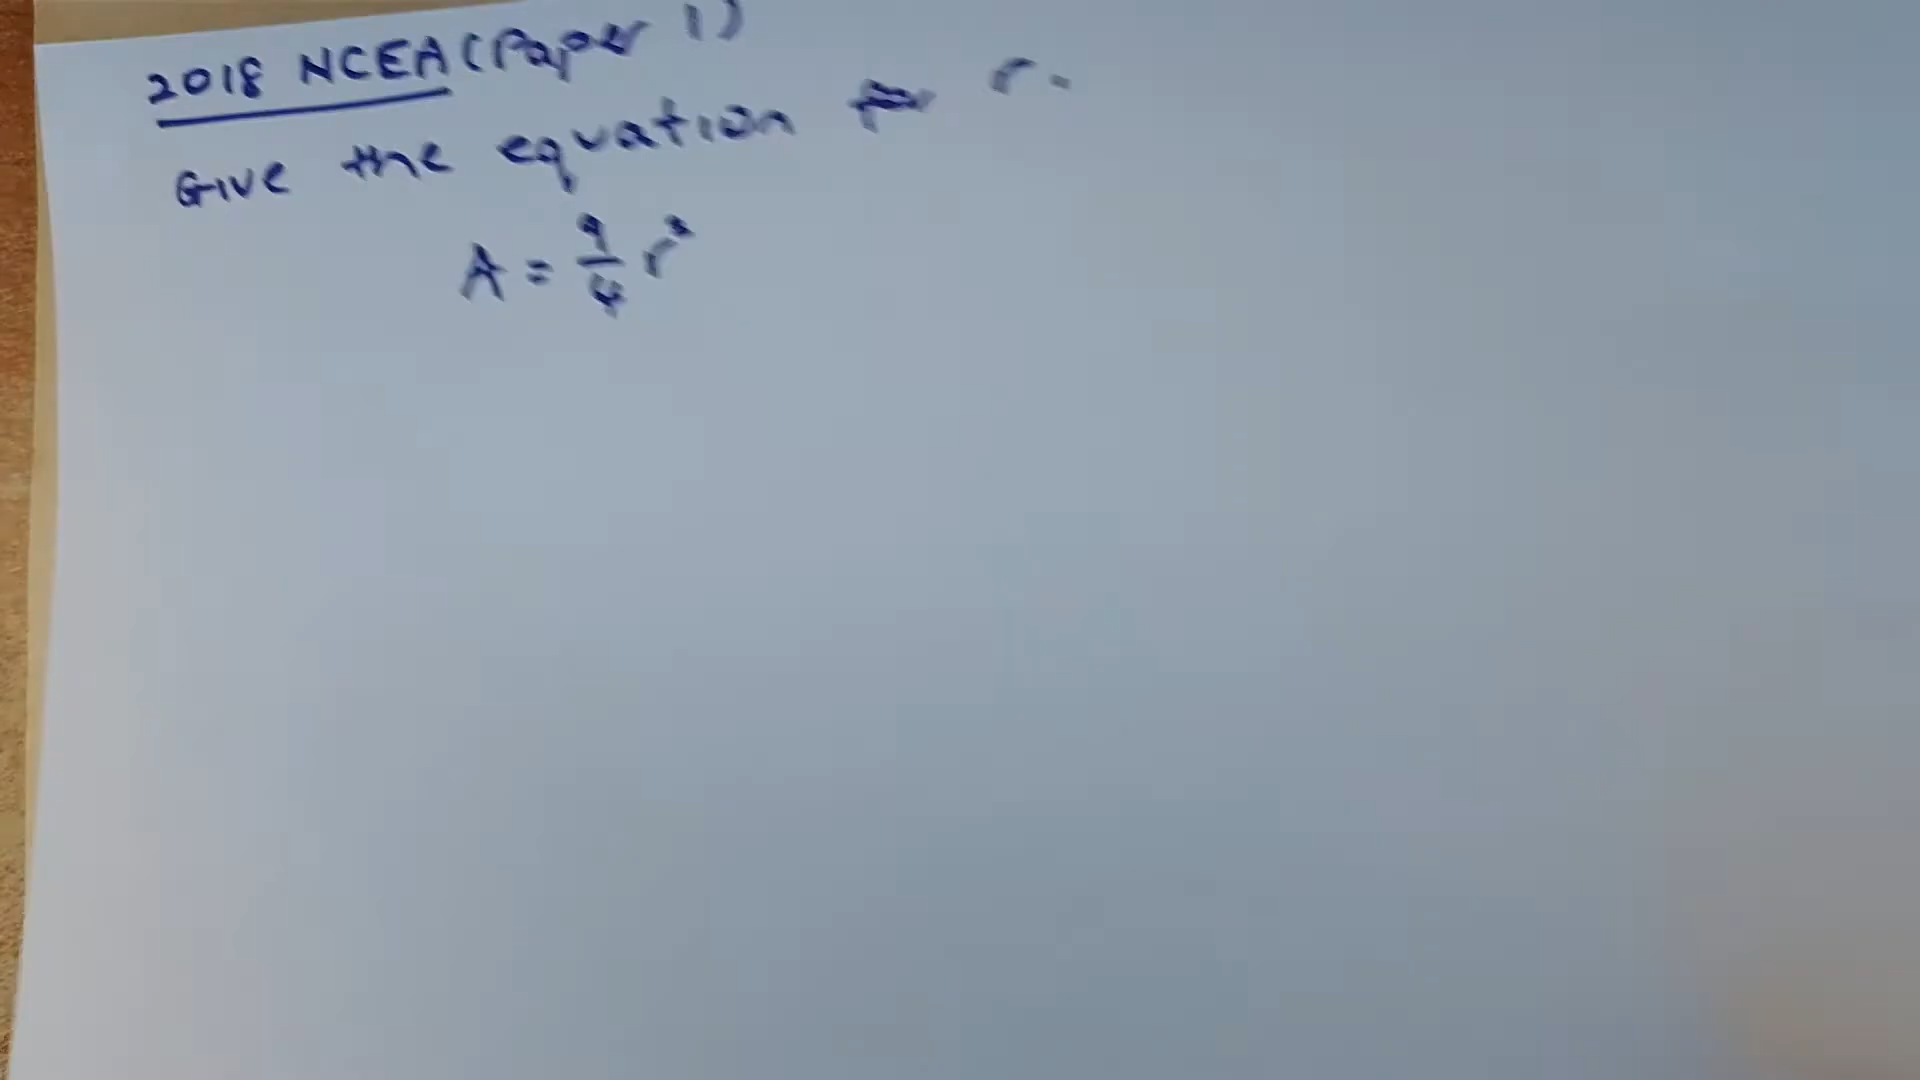 2018 NCEA (Paper 1)
Give the equation for r.
A = 9/4 r²